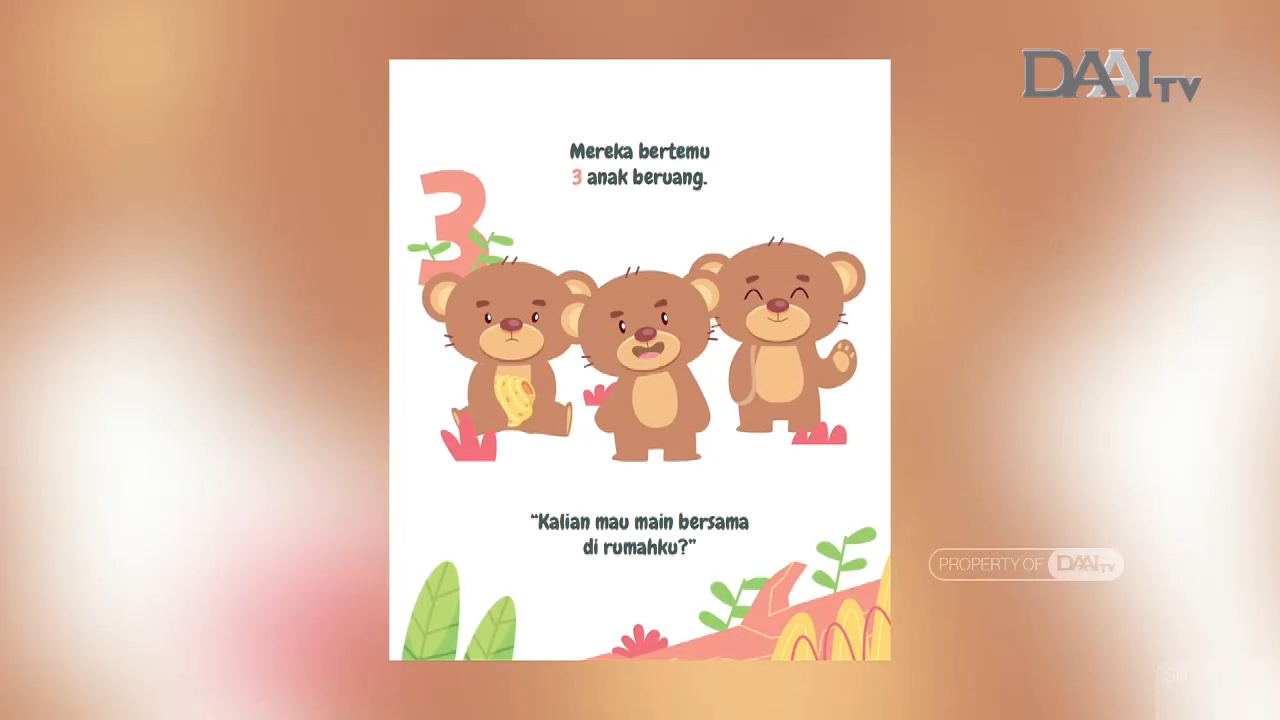 DAAI TV
Mereka bertemu
3 anak beruang.
3
"Kalian mau main bersama
di rumahku?"
PROPERTY OF DAAI TV